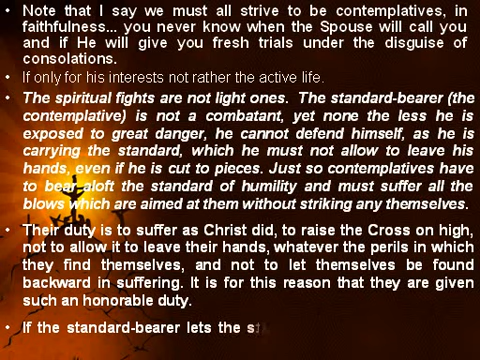 • Note that I say we must all strive to be contemplatives, in
faithfulness... you never know when the Spouse will call you
and if He will give you fresh trials under the disguise of
consolations.
• If only for his interests not rather the active life.
• The spiritual fights are not light ones.  The standard-bearer (the
contemplative) is not a combatant, yet none the less he is
exposed to great danger, he cannot defend himself, as he is
carrying the standard, which he must not allow to leave his
hands, even if he is cut to pieces. Just so contemplatives have
to bear aloft the standard of humility and must suffer all the
blows which are aimed at them without striking any themselves.
• Their duty is to suffer as Christ did, to raise the Cross on high,
not to allow it to leave their hands, whatever the perils in which
they find themselves, and not to let themselves be found
backward in suffering. It is for this reason that they are given
such an honorable duty.
• If the standard-bearer lets the